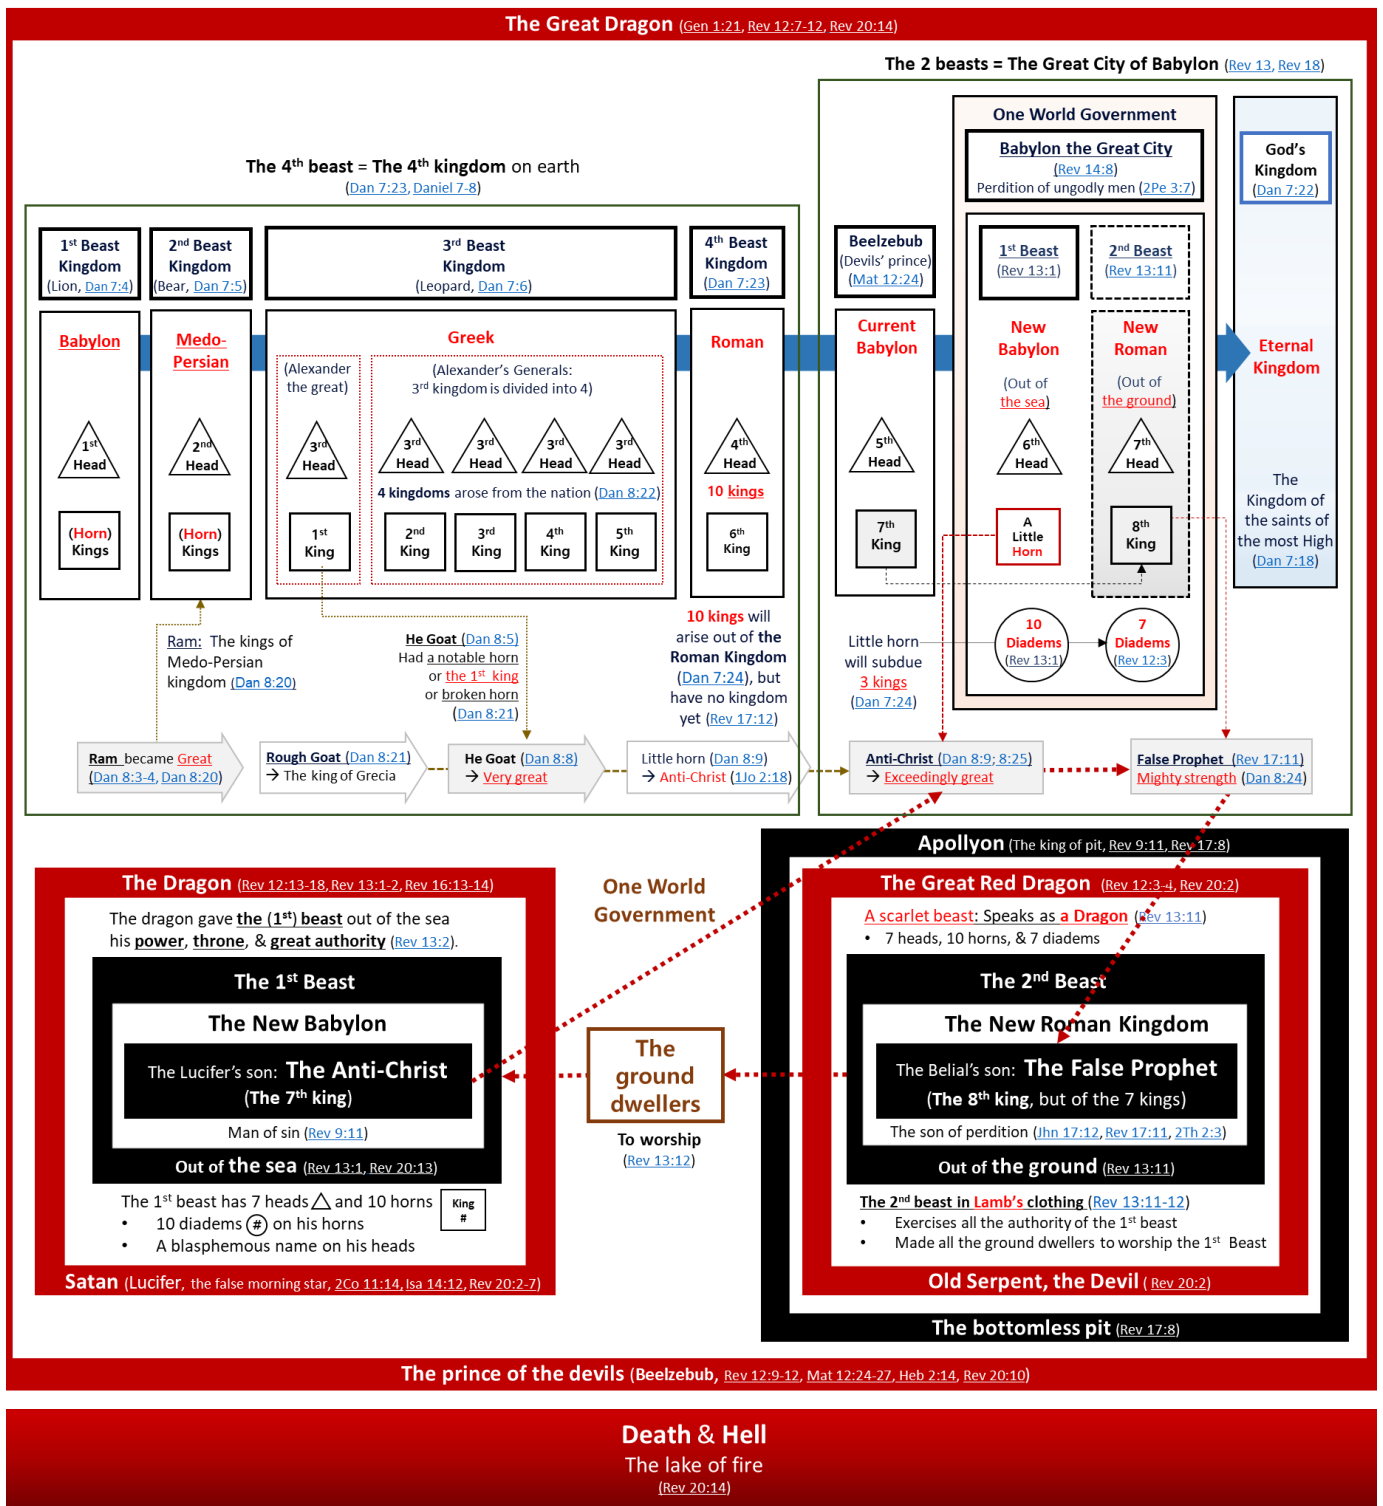 The Great Dragon (Gen 1:21, Rev 12:7-12, Rev 20:14)
The 2 beasts = The Great City of Babylon (Rev 13, Rev 18)
The 4th beast = The 4th kingdom on earth
(Dan 7:23, Daniel 7-8)
1st Beast
Kingdom
(Lion, Dan 7:4)
2nd Beast
Kingdom
(Bear, Dan 7:5)
3rd Beast
Kingdom
(Leopard, Dan 7:6)
4th Beast
Kingdom
(Dan 7:23)
Babylon
1st
Head
(Horn)
Kings
Medo-
Persian
2nd
Head
(Horn)
Kings
Greek
(Alexander
the great)
3rd
Head
1st
King
(Alexander's Generals:
3rd kingdom is divided into 4)
3rd
Head
3rd
Head
3rd
Head
3rd
Head
4 kingdoms arose from the nation (Dan 8:22)
2nd
King
3rd
King
4th
King
5th
King
Roman
4th
Head
10 kings
6th
King
Beelzebub
(Devils' prince)
(Mat 12:24)
Current
Babylon
5th
Head
7th
King
One World Government
Babylon the Great City
(Rev 14:8)
Perdition of ungodly men (2Pe 3:7)
1st Beast
(Rev 13:1)
2nd Beast
(Rev 13:11)
New
Babylon
(Out of
the sea)
6th
Head
A
Little
Horn
10
Diadems
(Rev 13:1)
New
Roman
(Out of
the ground)
7th
Head
8th
King
7
Diadems
(Rev 12:3)
God's
Kingdom
(Dan 7:22)
Eternal
Kingdom
The
Kingdom of
the saints of
the most High
(Dan 7:18)
Ram: The kings of
Medo-Persian
kingdom (Dan 8:20)
He Goat (Dan 8:5)
Had a notable horn
or the 1st king
or broken horn
(Dan 8:21)
10 kings will
arise out of the
Roman Kingdom
(Dan 7:24), but
have no kingdom
yet (Rev 17:12)
Little horn
will subdue
3 kings
(Dan 7:24)
Ram became Great
(Dan 8:3-4, Dan 8:20)
Rough Goat (Dan 8:21)
→ The king of Grecia
He Goat (Dan 8:8)
→ Very great
Little horn (Dan 8:9)
→ Anti-Christ (1Jo 2:18)
Anti-Christ (Dan 8:9; 8:25)
→ Exceedingly great
False Prophet (Rev 17:11)
Mighty strength (Dan 8:24)
The Dragon (Rev 12:13-18, Rev 13:1-2, Rev 16:13-14)
The dragon gave the (1st) beast out of the sea
his power, throne, & great authority (Rev 13:2).
The 1st Beast
The New Babylon
The Lucifer's son: The Anti-Christ
(The 7th king)
Man of sin (Rev 9:11)
Out of the sea (Rev 13:1, Rev 20:13)
The 1st beast has 7 heads △ and 10 horns
King
#
• 10 diadems # on his horns
• A blasphemous name on his heads
Satan (Lucifer, the false morning star, 2Co 11:14, Isa 14:12, Rev 20:2-7)
One World
Government
The
ground
dwellers
To worship
(Rev 13:12)
Apollyon (The king of pit, Rev 9:11, Rev 17:8)
The Great Red Dragon (Rev 12:3-4, Rev 20:2)
A scarlet beast: Speaks as a Dragon (Rev 13:11)
• 7 heads, 10 horns, & 7 diadems
The 2nd Beast
The New Roman Kingdom
The Belial's son: The False Prophet
(The 8th king, but of the 7 kings)
The son of perdition (Jhn 17:12, Rev 17:11, 2Th 2:3)
Out of the ground (Rev 13:11)
The 2nd beast in Lamb's clothing (Rev 13:11-12)
• Exercises all the authority of the 1st beast
• Made all the ground dwellers to worship the 1st Beast
Old Serpent, the Devil ( Rev 20:2)
The bottomless pit (Rev 17:8)
The prince of the devils (Beelzebub, Rev 12:9-12, Mat 12:24-27, Heb 2:14, Rev 20:10)
Death & Hell
The lake of fire
(Rev 20:14)